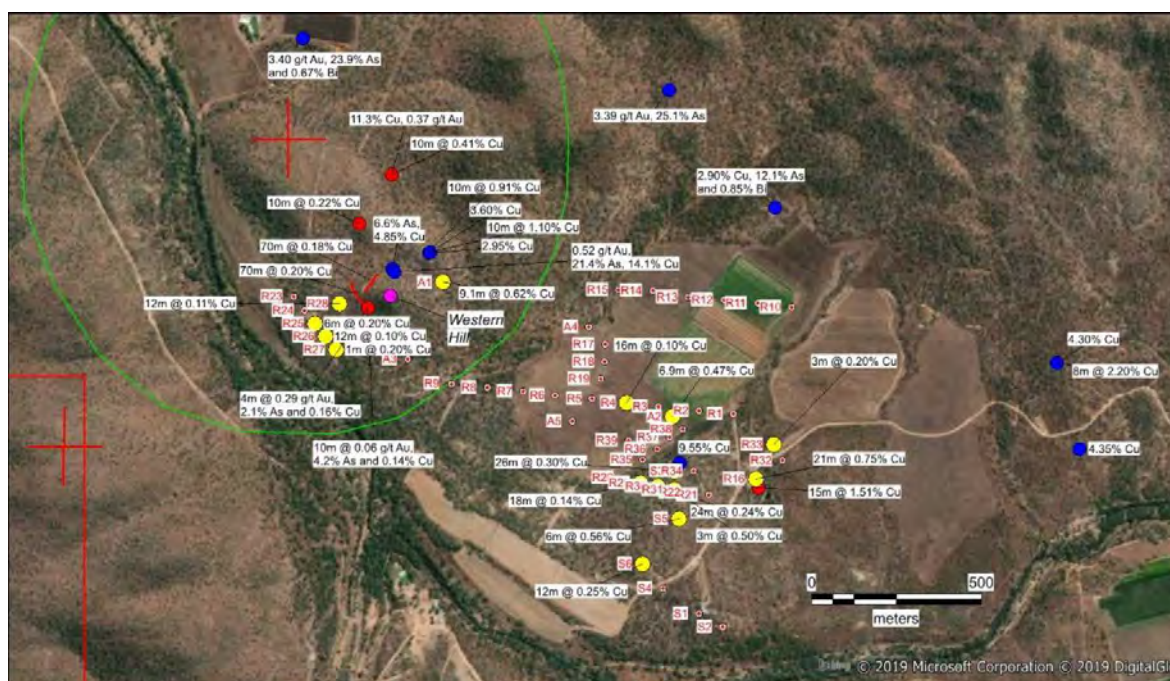 3.40 g/t Au, 23.9% As
and 0.67% Bi
3.39 g/t Au, 25.1% As
11.3% Cu, 0.37 g/t Au
10m @ 0.41% Cu
2.90% Cu, 12.1% As
and 0.85% Bi
10m @ 0.91% Cu
3.60% Cu
10m @ 0.22% Cu
6.6% As,
4.85% Cu
10m @ 1.10% Cu
2.95% Cu
70m @ 0.18% Cu
0.52 g/t Au,
21.4% As, 14.1% Cu
70m @ 0.20% Cu
A1
9.1m @ 0.62% Cu
R15
R14
R13
R12
R11
R10
12m @ 0.11% Cu
R23
R28
R24
R25
6m @ 0.20% Cu
Western
Hill
A4
R26
12m @ 0.10% Cu
R17
16m @ 0.10% Cu
4.30% Cu
R27
1m @ 0.20% Cu
A3
R18
3m @ 0.20% Cu
6.9m @ 0.47% Cu
8m @ 2.20% Cu
R19
R9
R8
R7
R6
R5
R4
R3
A2
R2
R1
4m @ 0.29 g/t Au,
2.1% As and 0.16% Cu
A5
R38
R37
R39
R36
9.55% Cu
R33
4.35% Cu
10m @ 0.06 g/t Au,
4.2% As and 0.14% Cu
26m @ 0.30% Cu
R35
R34
R32
21m @ 0.75% Cu
R16
R31
R22
R21
15m @ 1.51% Cu
18m @ 0.14% Cu
24m @ 0.24% Cu
S5
6m @ 0.56% Cu
3m @ 0.50% Cu
S6
12m @ 0.25% Cu
S4
S1
S2
0 500
meters
© 2019 Microsoft Corporation © 2019 DigitalGl